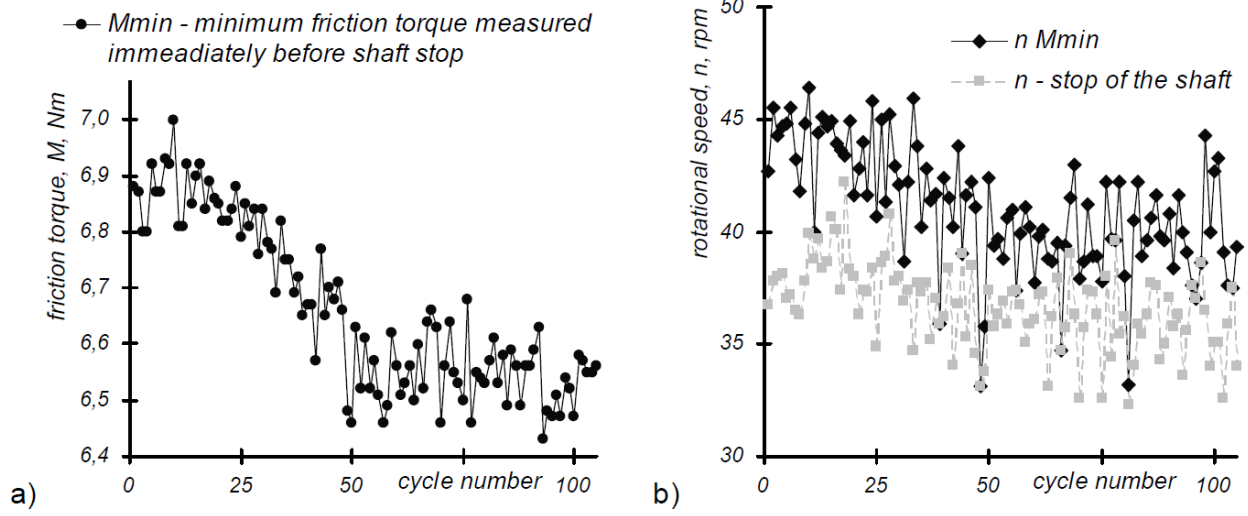 Mmin - minimum friction torque measured
immeadiately before shaft stop
friction torque, M, Nm
7,0
6,9
6,8
6,7
6,6
6,5
6,4
0
25
50
cycle number
100
a)
n Mmin
n - stop of the shaft
rotational speed, n, rpm
50
45
40
35
30
0
25
50
cycle number
100
b)